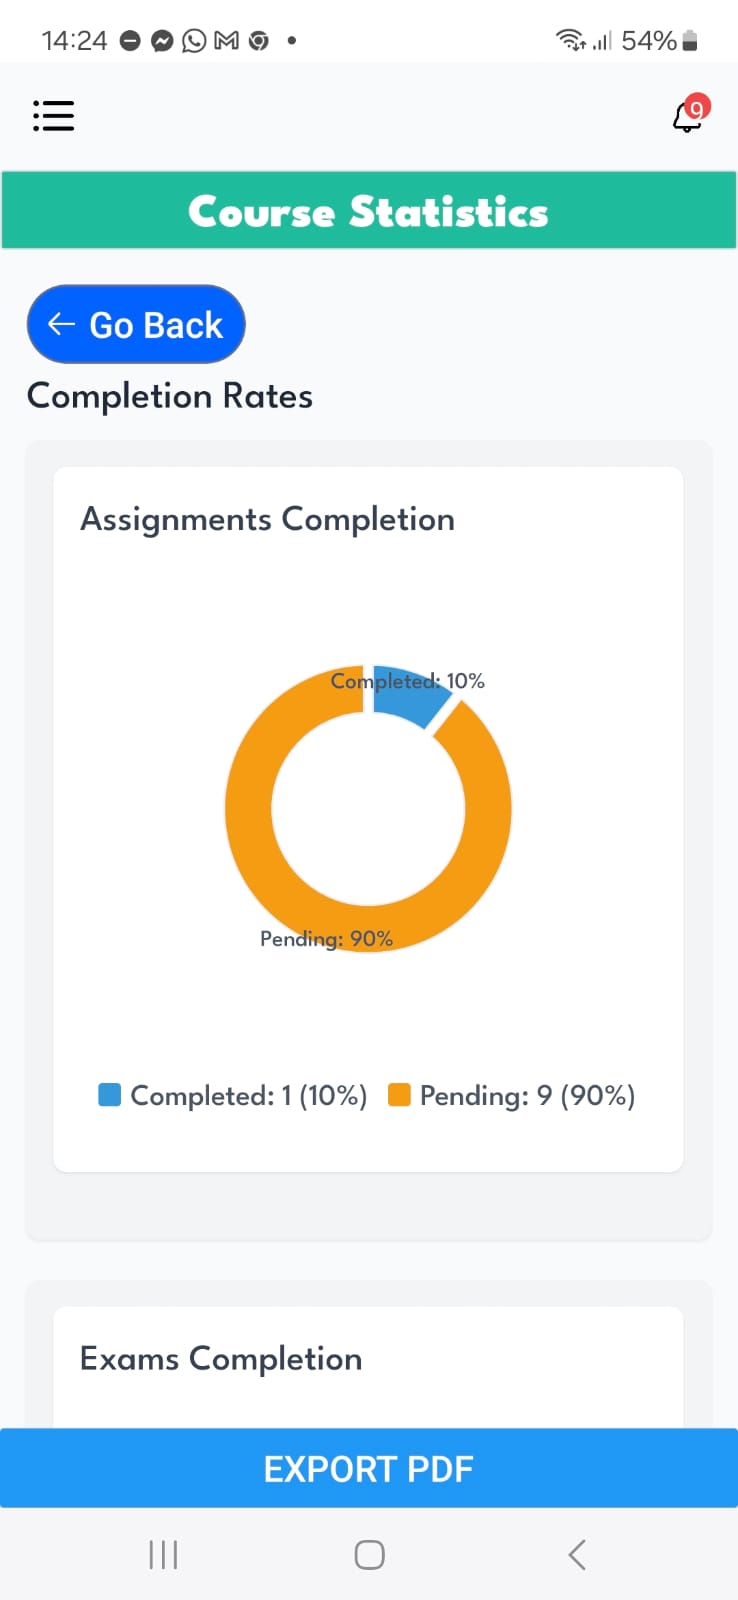 14:24 54%
9
Course Statistics
← Go Back
Completion Rates
Assignments Completion
Completed: 10%
Pending: 90%
Completed: 1 (10%) Pending: 9 (90%)
Exams Completion
EXPORT PDF